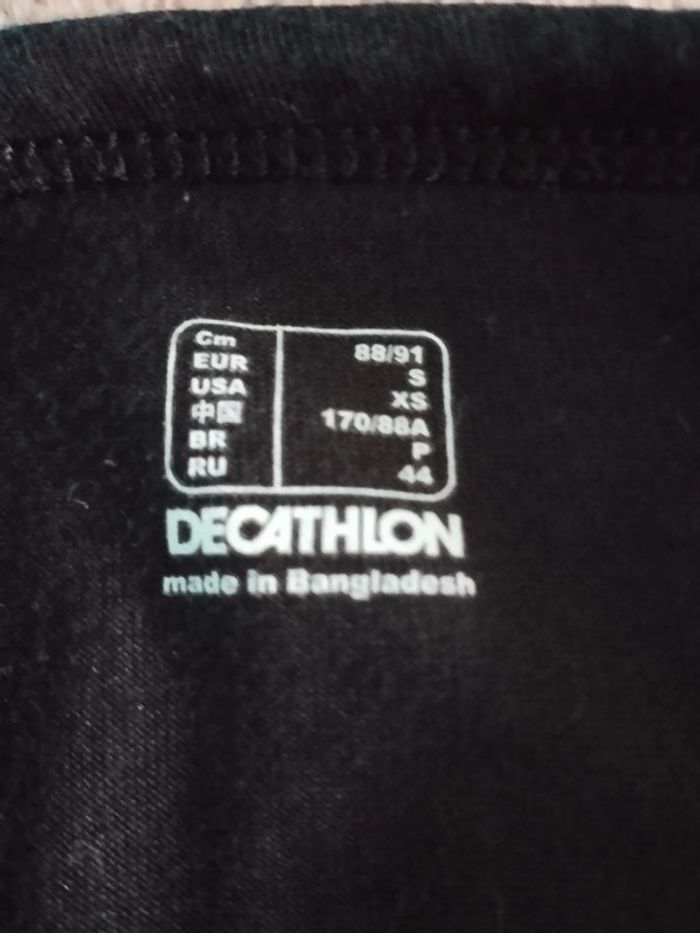 Cm 88/91
EUR S
USA XS
中国 170/88A
BR P
RU 44
DECATHLON
made in Bangladesh